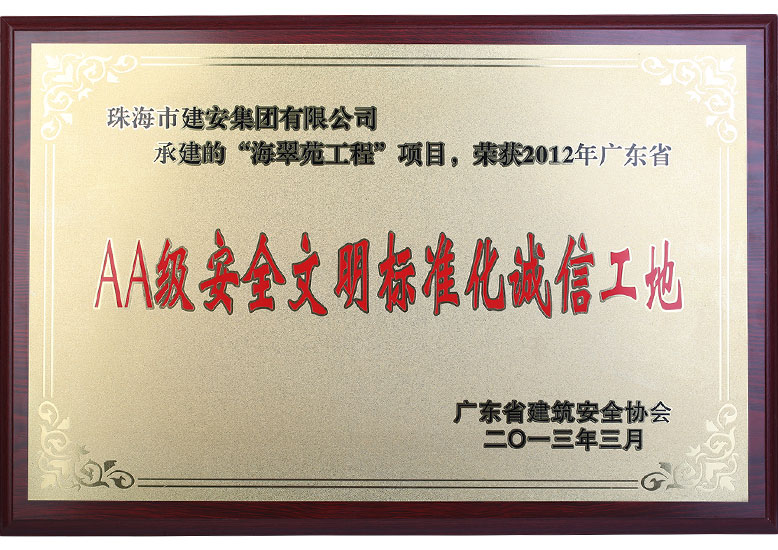 珠海市建安集团有限公司
承建的“海翠苑工程”项目，荣获2012年广东省
AA级安全文明标准化诚信工地
广东省建筑安全协会
二〇一三年三月